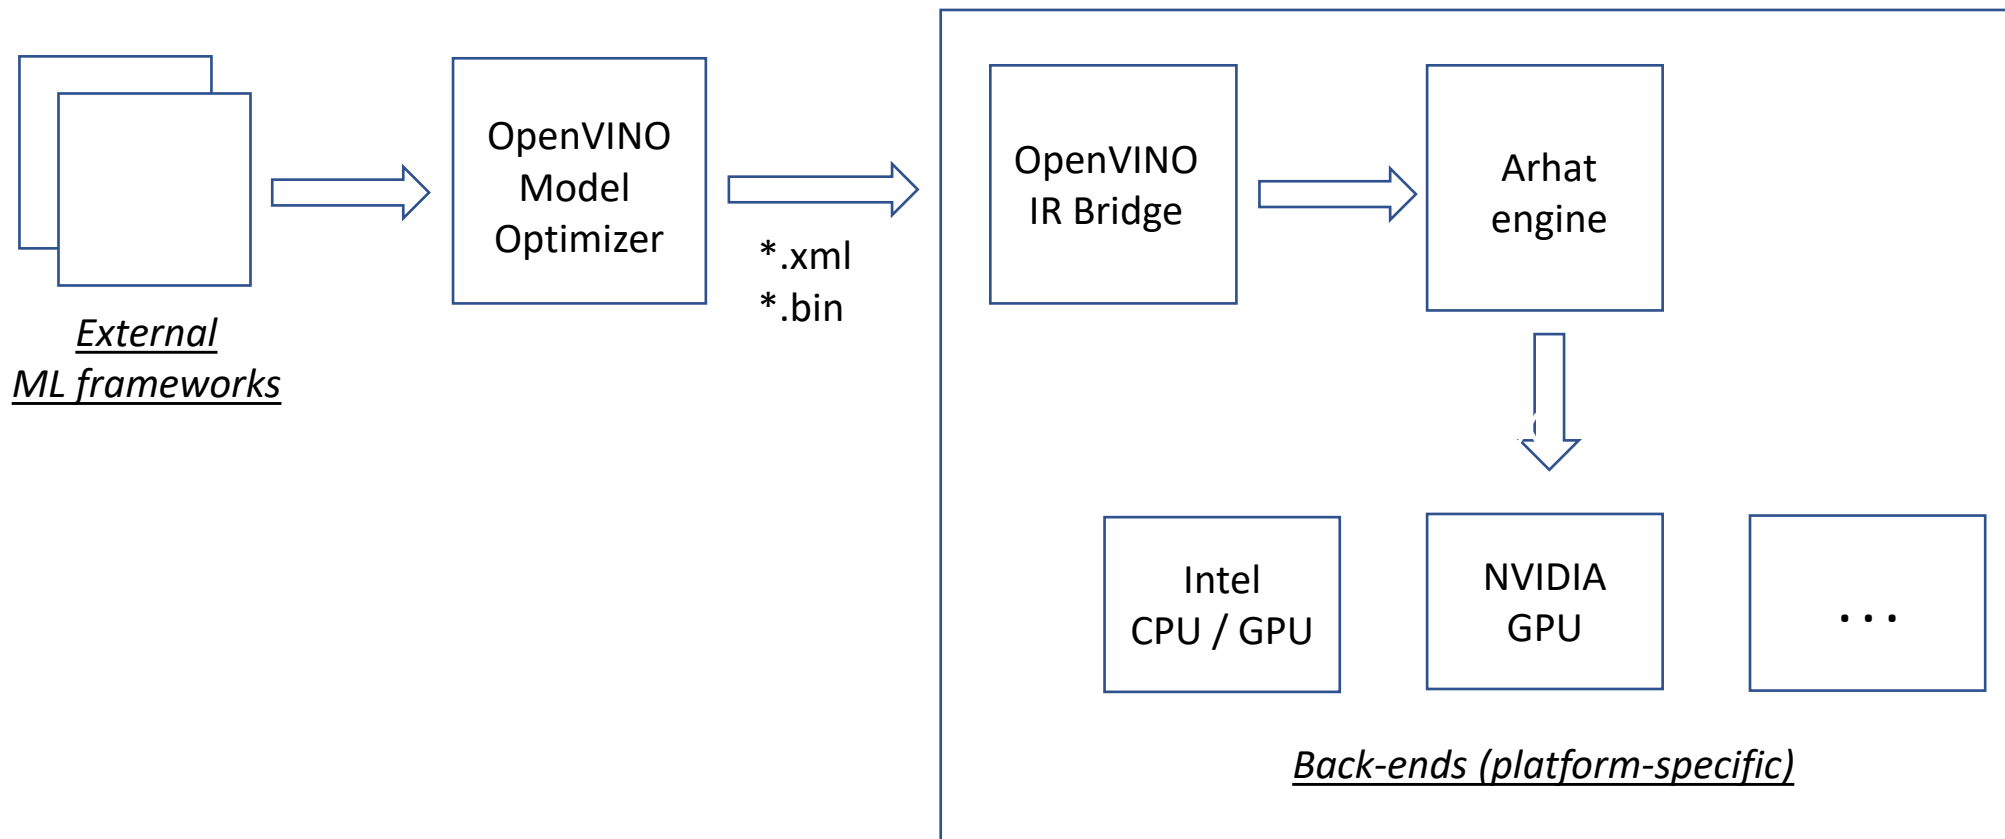 External
ML frameworks
OpenVINO
Model
Optimizer
*.xml
*.bin
OpenVINO
IR Bridge
Arhat
engine
Intel
CPU / GPU
NVIDIA
GPU
...
Back-ends (platform-specific)